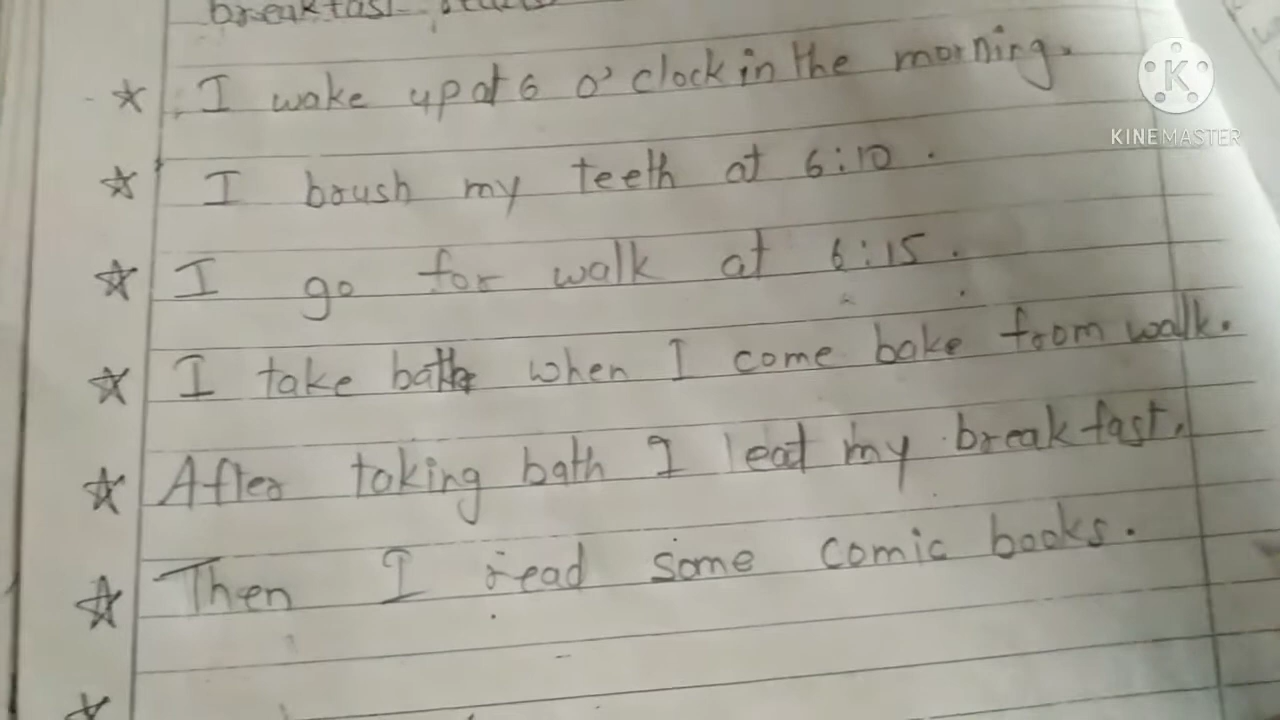 breakfast
☆ I wake up at 6 o'clock in the morning.
☆ I brush my teeth at 6:10.
☆ I go for walk at 6:15.
☆ I take bath when I come bake from walk.
☆ After taking bath I eat my breakfast.
☆ Then I read some comic books.
K
KINEMASTER